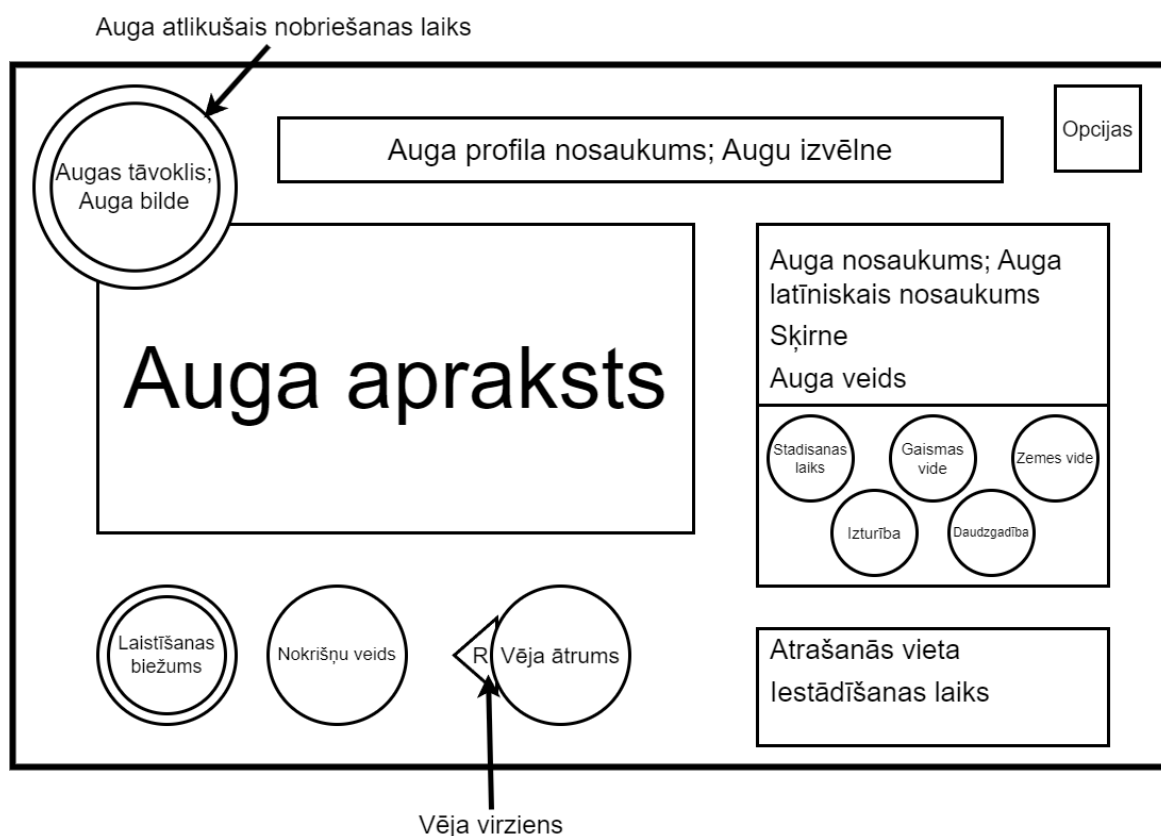 Auga atlikušais nobriešanas laiks
Augas tāvoklis;
Auga bilde
Auga profila nosaukums; Augu izvēlne
Opcijas
Auga apraksts
Auga nosaukums; Auga
latīniskais nosaukums
Sķirne
Auga veids
Stadisanas
laiks
Gaismas
vide
Zemes vide
Izturība
Daudzgadība
Laistīšanas
biežums
Nokrišņu veids
R
Vēja ātrums
Atrašanās vieta
Iestādīšanas laiks
Vēja virziens